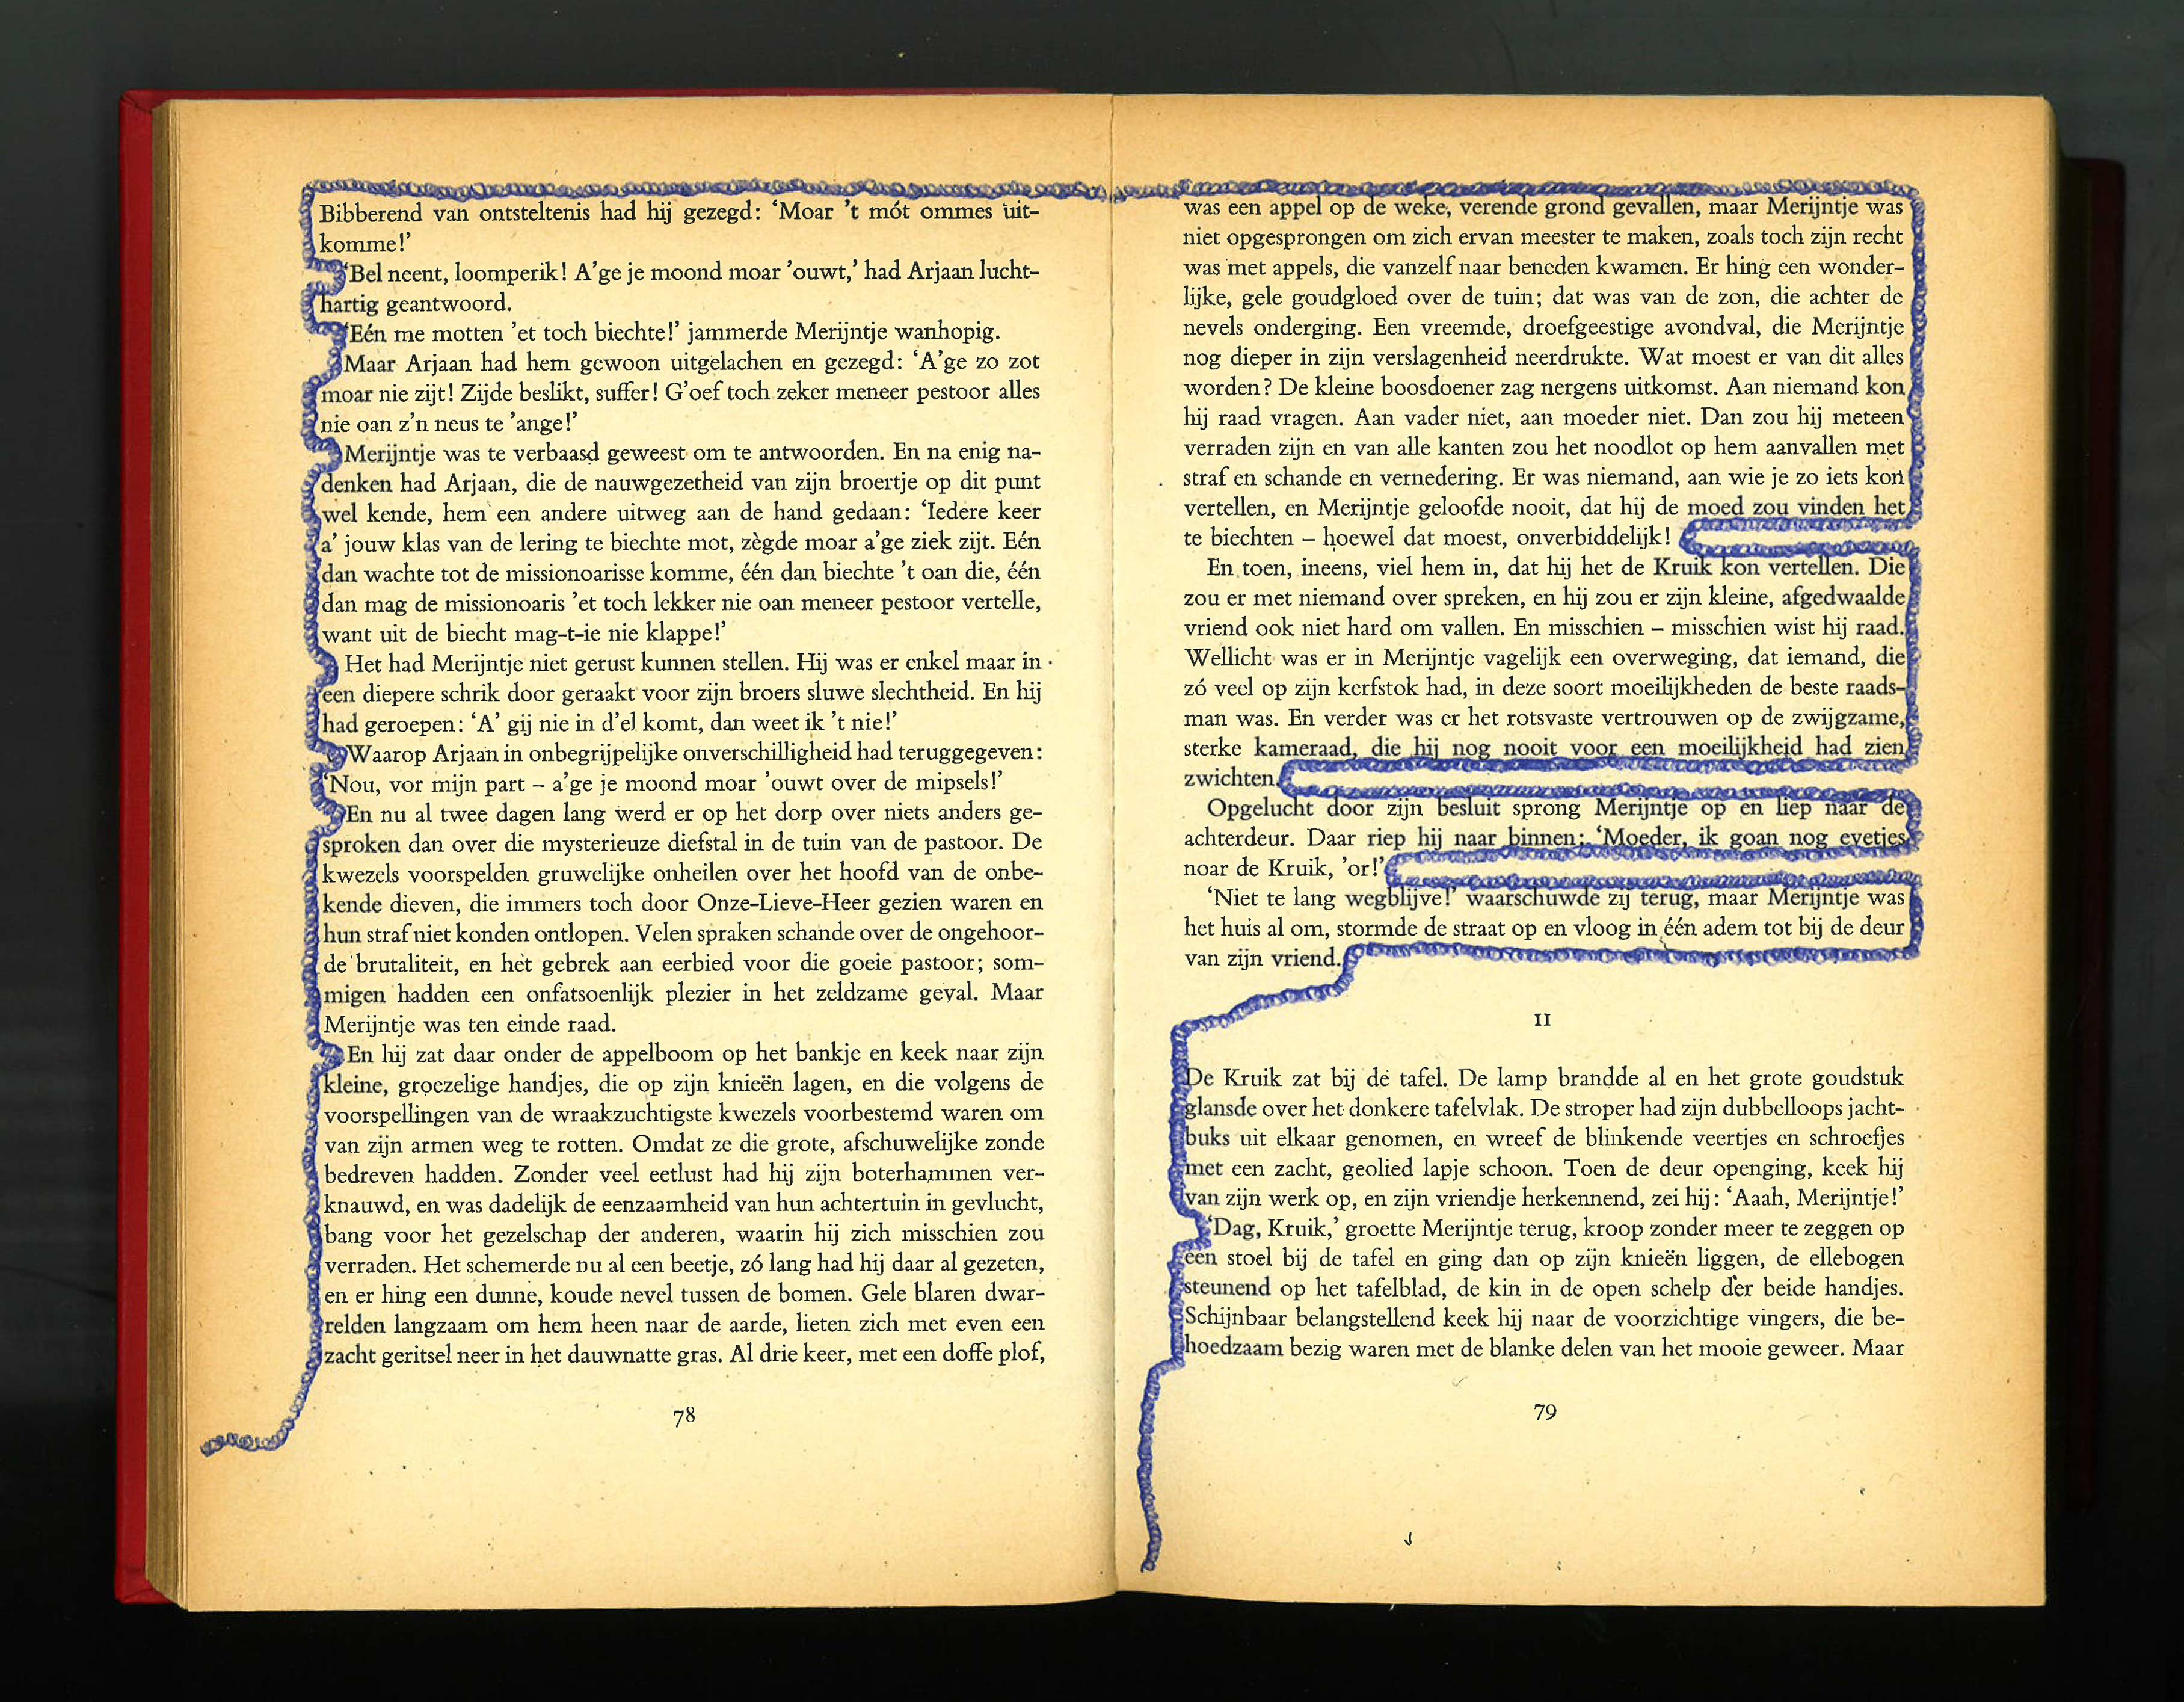 Bibberend van ontsteltenis had hij gezegd: ‘Moar ’t mót ommes uit-
komme!’
‘Bel neent, loomperik! A’ge je moond moar ’ouwt,’ had Arjaan lucht-
hartig geantwoord.
‘Eén me motten ’et toch biechte!’ jammerde Merijntje wanhopig.
Maar Arjaan had hem gewoon uitgelachen en gezegd: ‘A’ge zo zot
moar nie zijt! Zijde beslikt, suffer! G’oef toch zeker meneer pestoor alles
nie oan z’n neus te ’ange!’
Merijntje was te verbaasd geweest om te antwoorden. En na enig na-
denken had Arjaan, die de nauwgezetheid van zijn broertje op dit punt
wel kende, hem een andere uitweg aan de hand gedaan: ‘Iedere keer
a’ jouw klas van de lering te biechte mot, zègde moar a’ge ziek zijt. Eén
dan wachte tot de missionoarisse komme, één dan biechte ’t oan die, één
dan mag de missionoaris ’et toch lekker nie oan meneer pestoor vertelle,
want uit de biecht mag-t-ie nie klappe!’
Het had Merijntje niet gerust kunnen stellen. Hij was er enkel maar in
een diepere schrik door geraakt voor zijn broers sluwe slechtheid. En hij
had geroepen: ‘A’ gij nie in d’el komt, dan weet ik ’t nie!’
Waarop Arjaan in onbegrijpelijke onverschilligheid had teruggegeven:
‘Nou, vor mijn part – a’ge je moond moar ’ouwt over de mipsels!’
En nu al twee dagen lang werd er op het dorp over niets anders ge-
sproken dan over die mysterieuze diefstal in de tuin van de pastoor. De
kwezels voorspelden gruwelijke onheilen over het hoofd van de onbe-
kende dieven, die immers toch door Onze-Lieve-Heer gezien waren en
hun straf niet konden ontlopen. Velen spraken schande over de ongehoor-
de brutaliteit, en het gebrek aan eerbied voor die goeie pastoor; som-
migen hadden een onfatsoenlijk plezier in het zeldzame geval. Maar
Merijntje was ten einde raad.
En hij zat daar onder de appelboom op het bankje en keek naar zijn
kleine, groezelige handjes, die op zijn knieën lagen, en die volgens de
voorspellingen van de wraakzuchtigste kwezels voorbestemd waren om
van zijn armen weg te rotten. Omdat ze die grote, afschuwelijke zonde
bedreven hadden. Zonder veel eetlust had hij zijn boterhammen ver-
knauwd, en was dadelijk de eenzaamheid van hun achtertuin in gevlucht,
bang voor het gezelschap der anderen, waarin hij zich misschien zou
verraden. Het schemerde nu al een beetje, zó lang had hij daar al gezeten,
en er hing een dunne, koude nevel tussen de bomen. Gele blaren dwar-
relden langzaam om hem heen naar de aarde, lieten zich met even een
zacht geritsel neer in het dauwnatte gras. Al drie keer, met een doffe plof,
78
was een appel op de weke, verende grond gevallen, maar Merijntje was
niet opgesprongen om zich ervan meester te maken, zoals toch zijn recht
was met appels, die vanzelf naar beneden kwamen. Er hing een wonder-
lijke, gele goudgloed over de tuin; dat was van de zon, die achter de
nevels onderging. Een vreemde, droefgeestige avondval, die Merijntje
nog dieper in zijn verslagenheid neerdrukte. Wat moest er van dit alles
worden? De kleine boosdoener zag nergens uitkomst. Aan niemand kon
hij raad vragen. Aan vader niet, aan moeder niet. Dan zou hij meteen
verraden zijn en van alle kanten zou het noodlot op hem aanvallen met
straf en schande en vernedering. Er was niemand, aan wie je zo iets kon
vertellen, en Merijntje geloofde nooit, dat hij de moed zou vinden het
te biechten – hoewel dat moest, onverbiddelijk!
En toen, ineens, viel hem in, dat hij het de Kruik kon vertellen. Die
zou er met niemand over spreken, en hij zou er zijn kleine, afgedwaalde
vriend ook niet hard om vallen. En misschien – misschien wist hij raad.
Wellicht was er in Merijntje vagelijk een overweging, dat iemand, die
zó veel op zijn kerfstok had, in deze soort moeilijkheden de beste raads-
man was. En verder was er het rotsvaste vertrouwen op de zwijgzame,
sterke kameraad, die hij nog nooit voor een moeilijkheid had zien
zwichten.
Opgelucht door zijn besluit sprong Merijntje op en liep naar de
achterdeur. Daar riep hij naar binnen: ‘Moeder, ik goan nog evetjes
noar de Kruik, ’or!’
‘Niet te lang wegblijve!’ waarschuwde zij terug, maar Merijntje was
het huis al om, stormde de straat op en vloog in één adem tot bij de deur
van zijn vriend.
II
De Kruik zat bij de tafel. De lamp brandde al en het grote goudstuk
glansde over het donkere tafelvlak. De stroper had zijn dubbelloops jacht-
buks uit elkaar genomen, en wreef de blinkende veertjes en schroefjes
met een zacht, geolied lapje schoon. Toen de deur openging, keek hij
van zijn werk op, en zijn vriendje herkennend, zei hij: ‘Aaah, Merijntje!’
‘Dag, Kruik,’ groette Merijntje terug, kroop zonder meer te zeggen op
een stoel bij de tafel en ging dan op zijn knieën liggen, de ellebogen
steunend op het tafelblad, de kin in de open schelp der beide handjes.
Schijnbaar belangstellend keek hij naar de voorzichtige vingers, die be-
hoedzaam bezig waren met de blanke delen van het mooie geweer. Maar
79